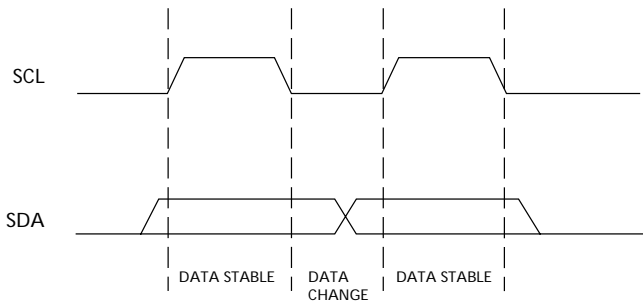 SCL
SDA
DATA STABLE
DATA
CHANGE
DATA STABLE